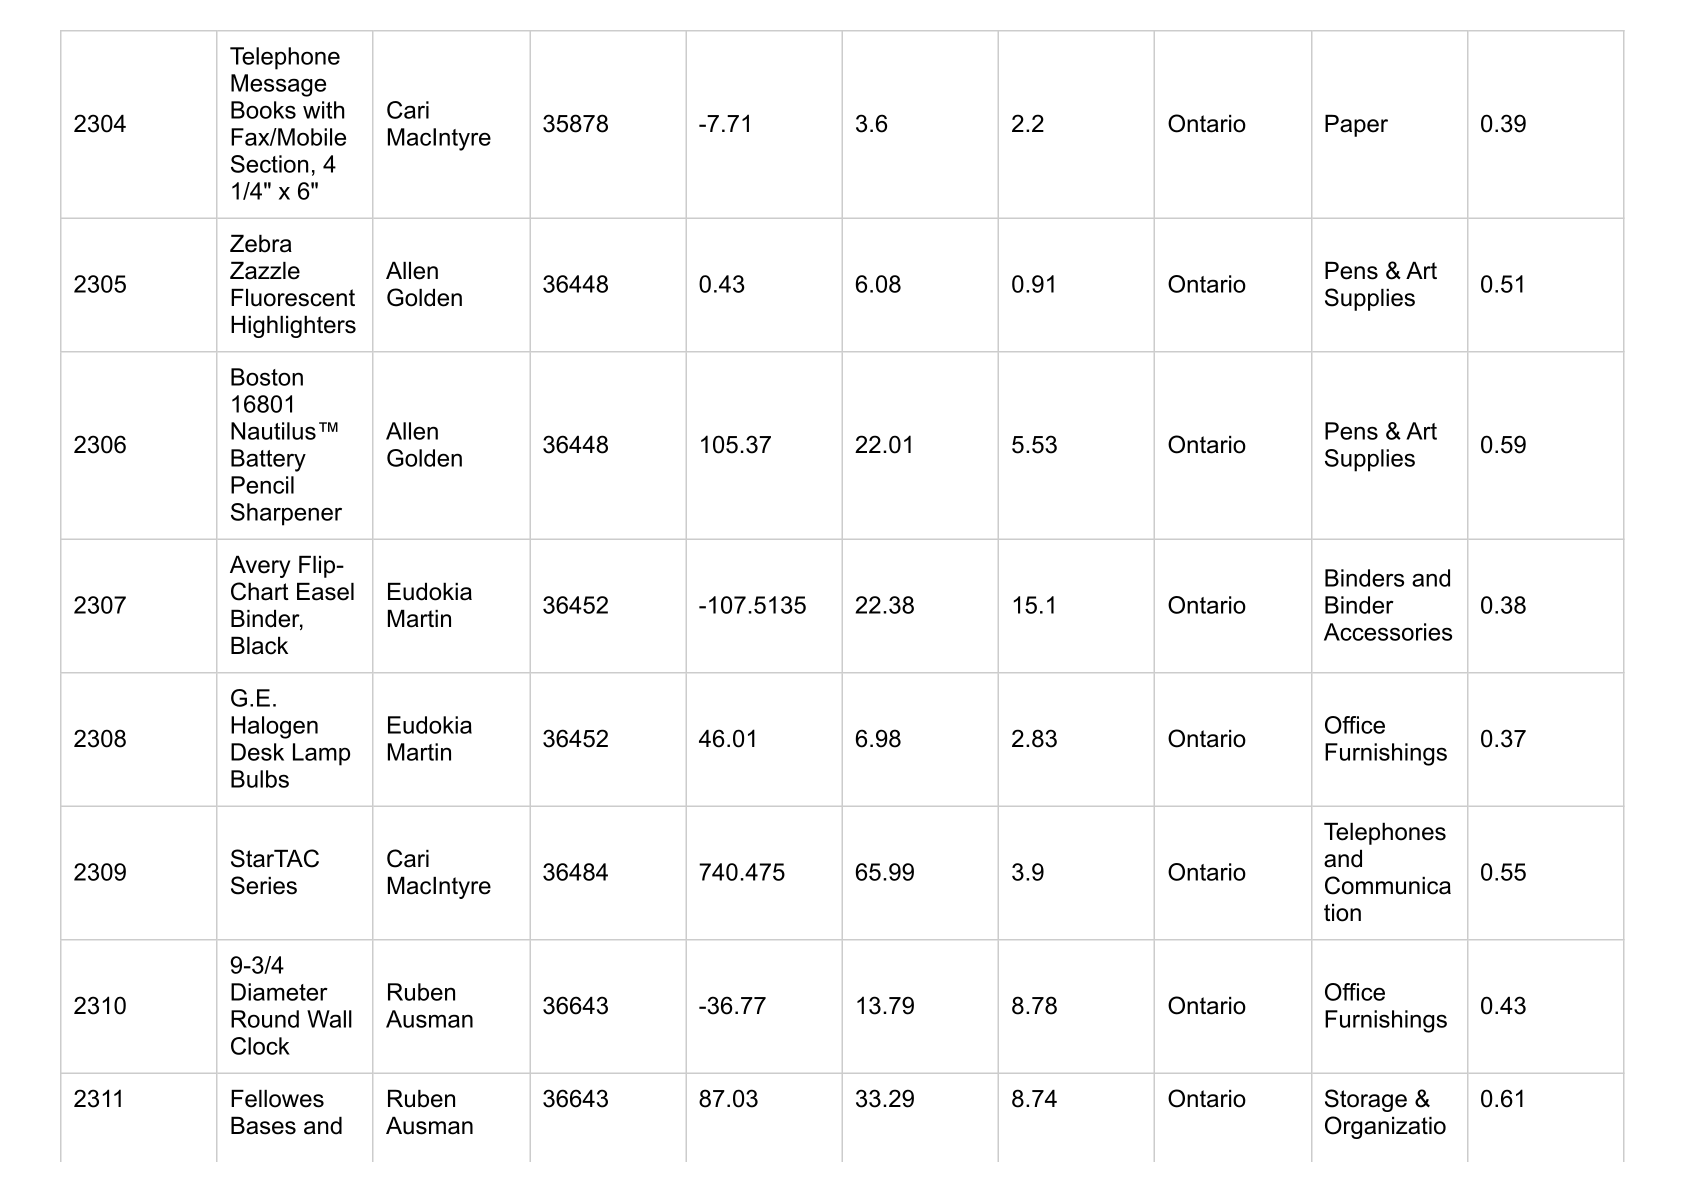 2304
Telephone
Message
Books with
Fax/Mobile
Section, 4
1/4" x 6"
Cari
MacIntyre
35878
-7.71
3.6
2.2
Ontario
Paper
0.39
2305
Zebra
Zazzle
Fluorescent
Highlighters
Allen
Golden
36448
0.43
6.08
0.91
Ontario
Pens & Art
Supplies
0.51
2306
Boston
16801
Nautilus™
Battery
Pencil
Sharpener
Allen
Golden
36448
105.37
22.01
5.53
Ontario
Pens & Art
Supplies
0.59
2307
Avery Flip-
Chart Easel
Binder,
Black
Eudokia
Martin
36452
-107.5135
22.38
15.1
Ontario
Binders and
Binder
Accessories
0.38
2308
G.E.
Halogen
Desk Lamp
Bulbs
Eudokia
Martin
36452
46.01
6.98
2.83
Ontario
Office
Furnishings
0.37
2309
StarTAC
Series
Cari
MacIntyre
36484
740.475
65.99
3.9
Ontario
Telephones
and
Communica
tion
0.55
2310
9-3/4
Diameter
Round Wall
Clock
Ruben
Ausman
36643
-36.77
13.79
8.78
Ontario
Office
Furnishings
0.43
2311
Fellowes
Bases and
Ruben
Ausman
36643
87.03
33.29
8.74
Ontario
Storage &
Organizatio
0.61